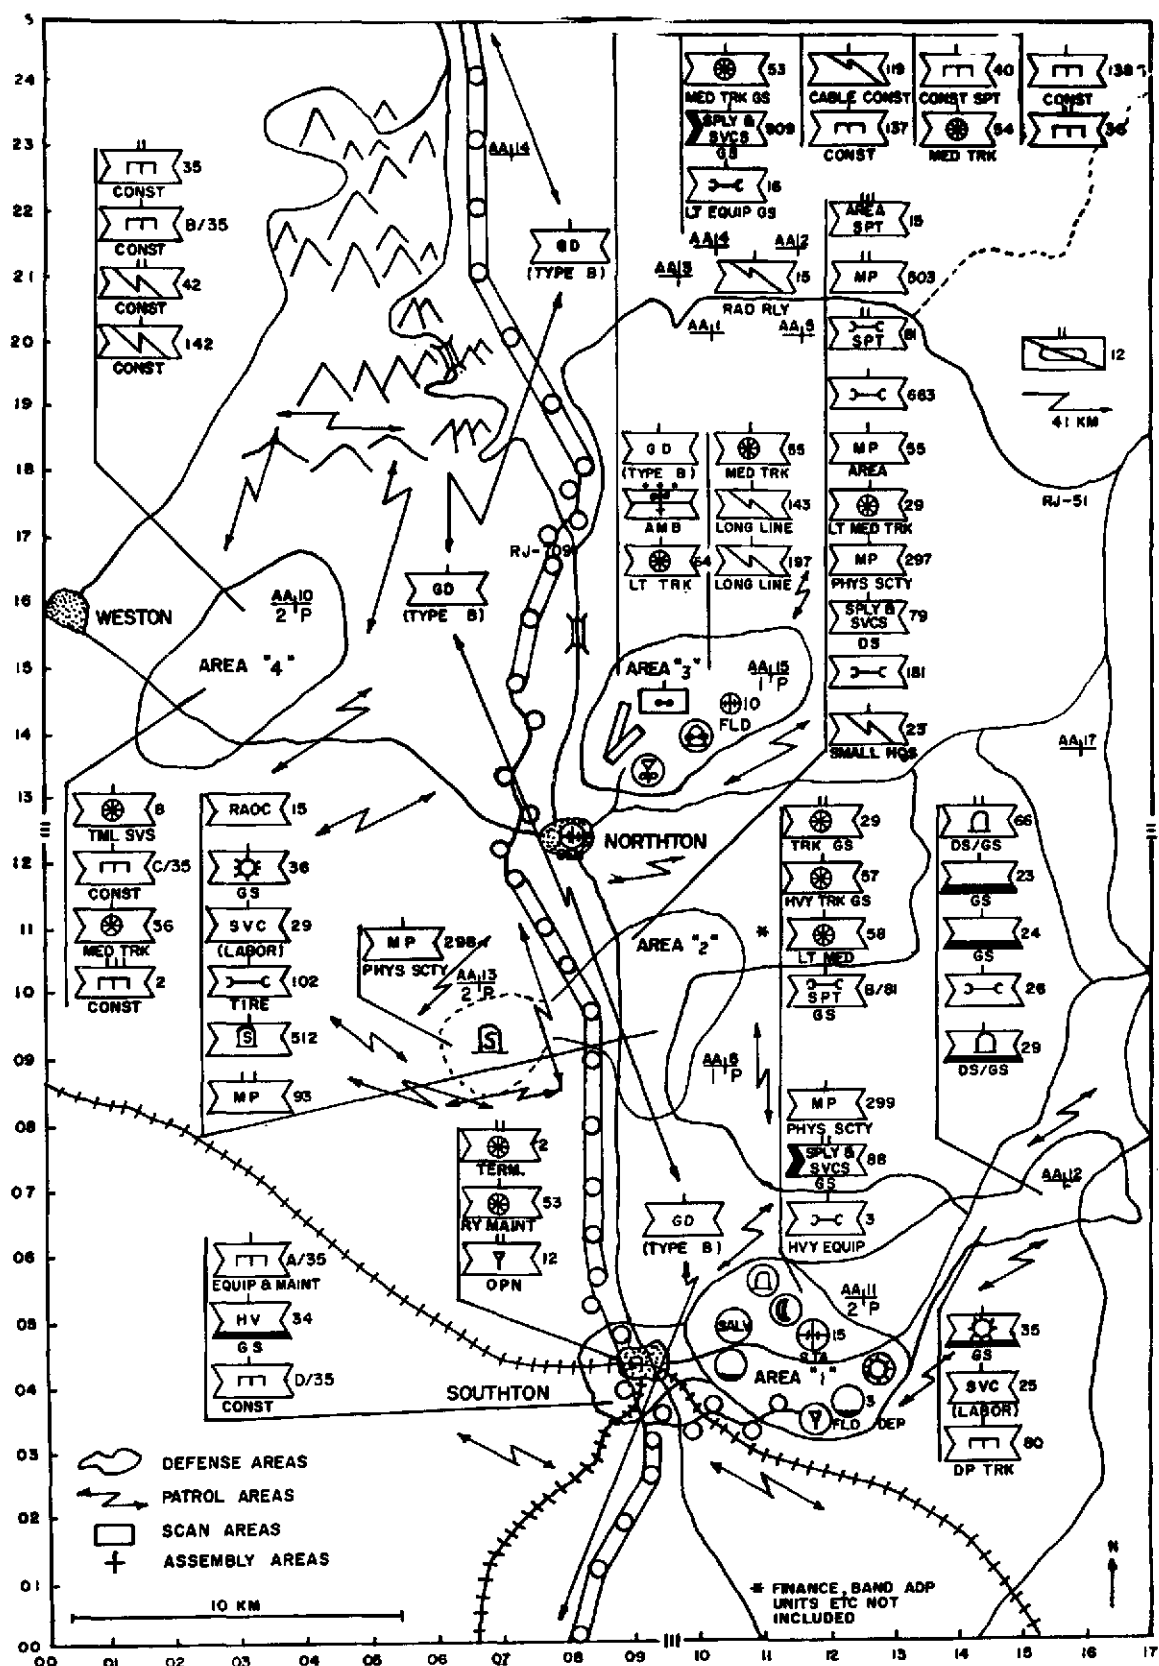 24
23
22
21
20
19
18
17
16
15
14
13
12
11
10
09
08
07
06
05
04
03
02
01
00
00 01 02 03 04 05 06 07 08 09 10 11 12 13 14 15 16 17
35
CONST
B/35
CONST
42
CONST
142
CONST
AA 14
GD
(TYPE B)
53
MED TRK GS
SPLY &
SVCS
909
GS
16
LT EQUIP GS
119
CABLE CONST
137
CONST
40
CONST SPT
54
MED TRK
138
CONST
36
AA 4
AA 2
AA 3
15
RAD RLY
AA 1
AA 5
AREA
SPT
15
MP
503
SPT
81
663
MP
55
AREA
29
LT MED TRK
MP
297
PHYS SCTY
SPLY &
SVCS
79
DS
181
23
SMALL HQS
12
41 KM
RJ-51
GD
(TYPE B)
AMB
64
LT TRK
55
MED TRK
143
LONG LINE
197
LONG LINE
RJ-109
GD
(TYPE B)
WESTON
AA 10
2 P
AREA "4"
AREA "3"
AA 15
1 P
10
FLD
AA 17
NORTHTON
8
TML SVS
C/35
CONST
36
MED TRK
2
CONST
RAOC
15
36
GS
SVC
29
(LABOR)
102
TIRE
S
512
MP
93
MP
298
PHYS SCTY
AA 13
2 P
S
AREA "2"
AA 6
1 P
29
TRK GS
57
HVY TRK GS
*
58
LT MED
SPT
B/81
GS
MP
299
PHYS SCTY
SPLY &
SVCS
86
GS
3
HVY EQUIP
66
DS/GS
23
GS
24
GS
26
29
DS/GS
AA 12
2
TERM.
53
RY MAINT
12
OPN
GD
(TYPE B)
A/35
EQUIP & MAINT
HV
34
GS
D/35
CONST
SOUTHTON
AA 11
2 P
SALV
15
STA
AREA "1"
3
FLD DEP
35
GS
SVC
25
(LABOR)
80
DP TRK
DEFENSE AREAS
PATROL AREAS
SCAN AREAS
ASSEMBLY AREAS
10 KM
* FINANCE, BAND ADP
UNITS ETC NOT
INCLUDED
N